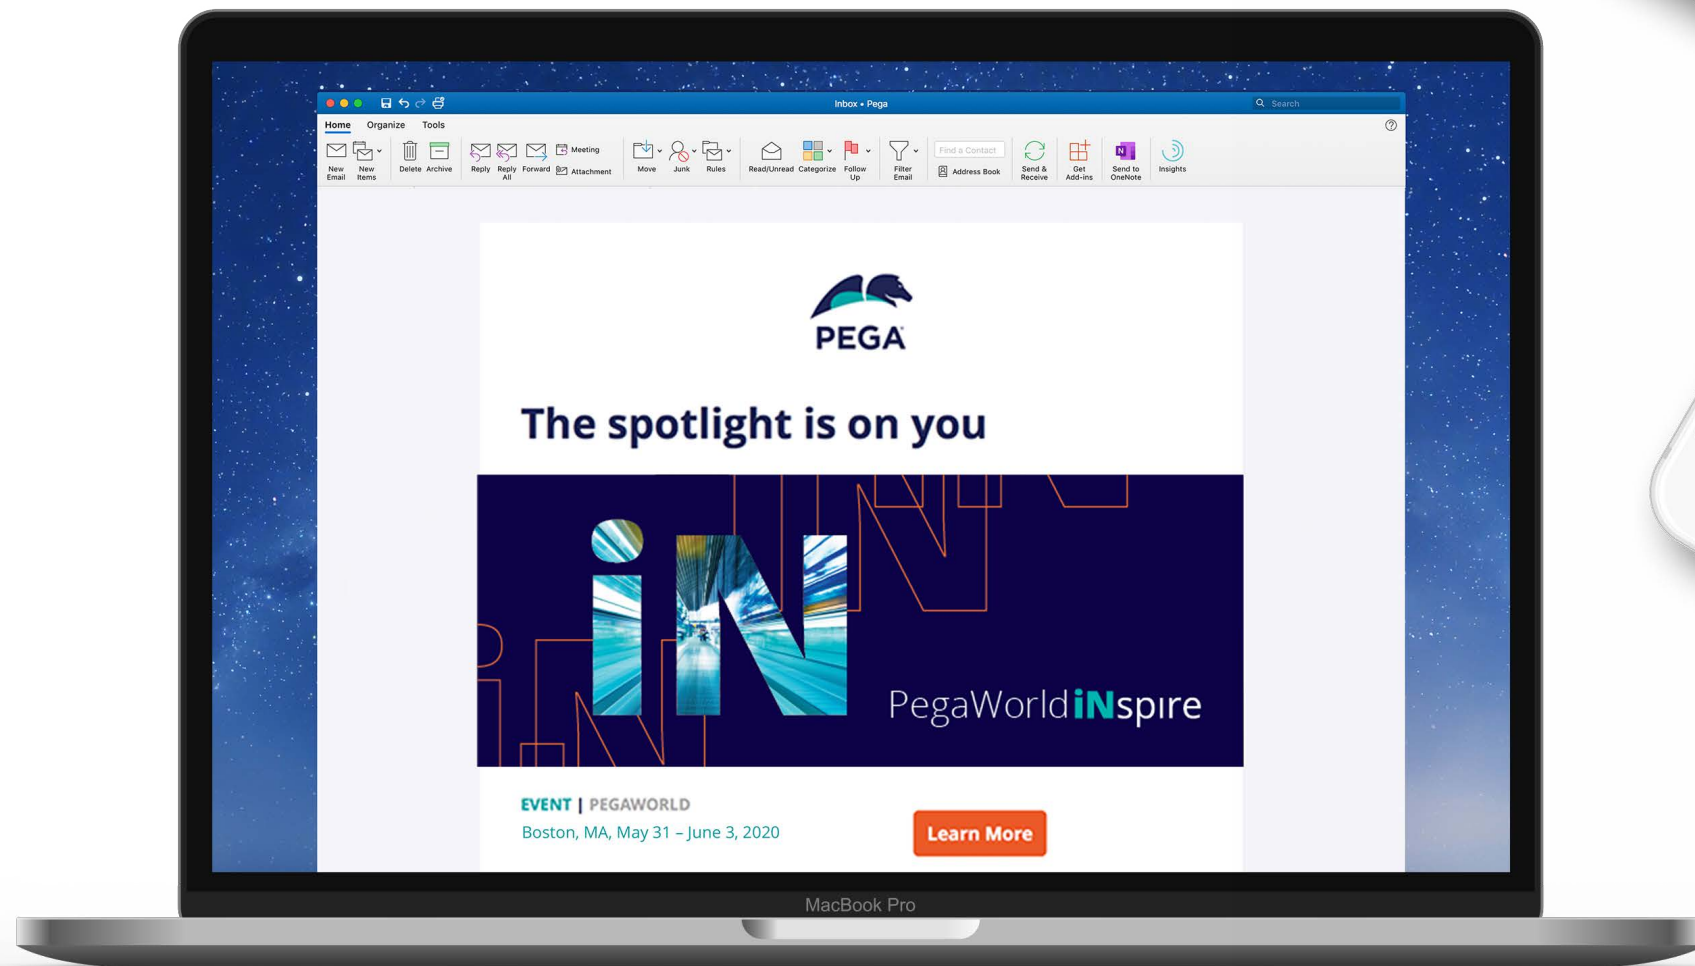 Inbox • Pega
Search
Home Organize Tools
New Email
New Items
Delete
Archive
Reply
Reply All
Forward
Meeting
Attachment
Move
Junk
Rules
Read/Unread
Categorize
Follow Up
Filter Email
Find a Contact
Address Book
Send & Receive
Get Add-ins
N
Send to OneNote
Insights
PEGA
The spotlight is on you
iN
PegaWorld iNspire
EVENT | PEGAWORLD
Boston, MA, May 31 – June 3, 2020
Learn More
MacBook Pro